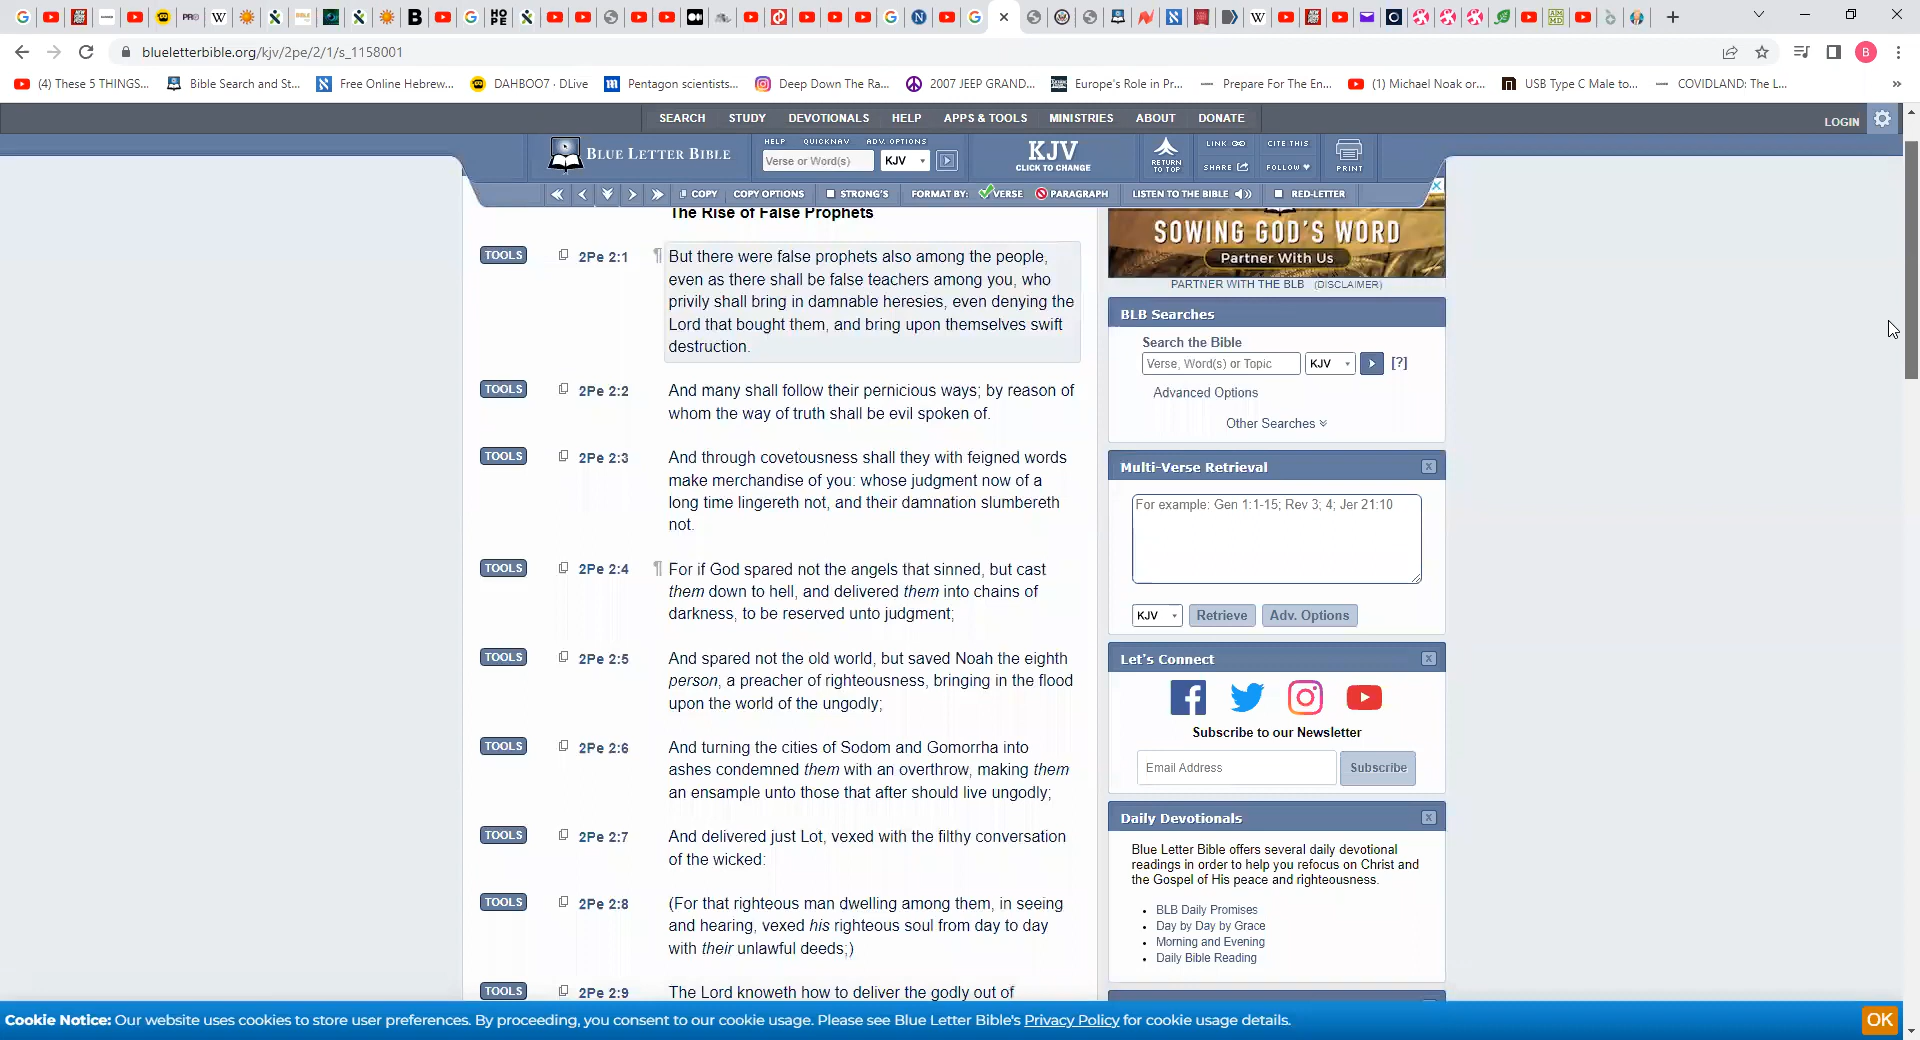 blueletterbible.org/kjv/2pe/2/1/s_1158001
(4) These 5 THINGS...
Bible Search and St...
Free Online Hebrew...
DAHBOO7 · DLive
Pentagon scientists...
Deep Down The Ra...
2007 JEEP GRAND...
Europe's Role in Pr...
Prepare For The En...
(1) Michael Noak or...
USB Type C Male to...
COVIDLAND: The L...
SEARCH STUDY DEVOTIONALS HELP APPS & TOOLS MINISTRIES ABOUT DONATE
LOGIN
BLUE LETTER BIBLE
HELP QUICKNAV ADV. OPTIONS
Verse or Word(s) KJV
KJV
CLICK TO CHANGE
RETURN
TO TOP
LINK
CITE THIS
SHARE
FOLLOW
PRINT
COPY
COPY OPTIONS
STRONG'S
FORMAT BY: VERSE PARAGRAPH
LISTEN TO THE BIBLE
RED-LETTER
The Rise of False Prophets
TOOLS 2Pe 2:1 ¶ But there were false prophets also among the people,
even as there shall be false teachers among you, who
privily shall bring in damnable heresies, even denying the
Lord that bought them, and bring upon themselves swift
destruction.
TOOLS 2Pe 2:2 And many shall follow their pernicious ways; by reason of
whom the way of truth shall be evil spoken of.
TOOLS 2Pe 2:3 And through covetousness shall they with feigned words
make merchandise of you: whose judgment now of a
long time lingereth not, and their damnation slumbereth
not.
TOOLS 2Pe 2:4 ¶ For if God spared not the angels that sinned, but cast
them down to hell, and delivered them into chains of
darkness, to be reserved unto judgment;
TOOLS 2Pe 2:5 And spared not the old world, but saved Noah the eighth
person, a preacher of righteousness, bringing in the flood
upon the world of the ungodly;
TOOLS 2Pe 2:6 And turning the cities of Sodom and Gomorrha into
ashes condemned them with an overthrow, making them
an ensample unto those that after should live ungodly;
TOOLS 2Pe 2:7 And delivered just Lot, vexed with the filthy conversation
of the wicked:
TOOLS 2Pe 2:8 (For that righteous man dwelling among them, in seeing
and hearing, vexed his righteous soul from day to day
with their unlawful deeds;)
TOOLS 2Pe 2:9 The Lord knoweth how to deliver the godly out of
SOWING GOD'S WORD
Partner With Us
PARTNER WITH THE BLB (DISCLAIMER)
BLB Searches
Search the Bible
Verse, Word(s) or Topic KJV [?]
Advanced Options
Other Searches
Multi-Verse Retrieval
For example: Gen 1:1-15; Rev 3; 4; Jer 21:10
KJV Retrieve Adv. Options
Let's Connect
Subscribe to our Newsletter
Email Address Subscribe
Daily Devotionals
Blue Letter Bible offers several daily devotional
readings in order to help you refocus on Christ and
the Gospel of His peace and righteousness.
• BLB Daily Promises
• Day by Day by Grace
• Morning and Evening
• Daily Bible Reading
Cookie Notice: Our website uses cookies to store user preferences. By proceeding, you consent to our cookie usage. Please see Blue Letter Bible's Privacy Policy for cookie usage details.
OK